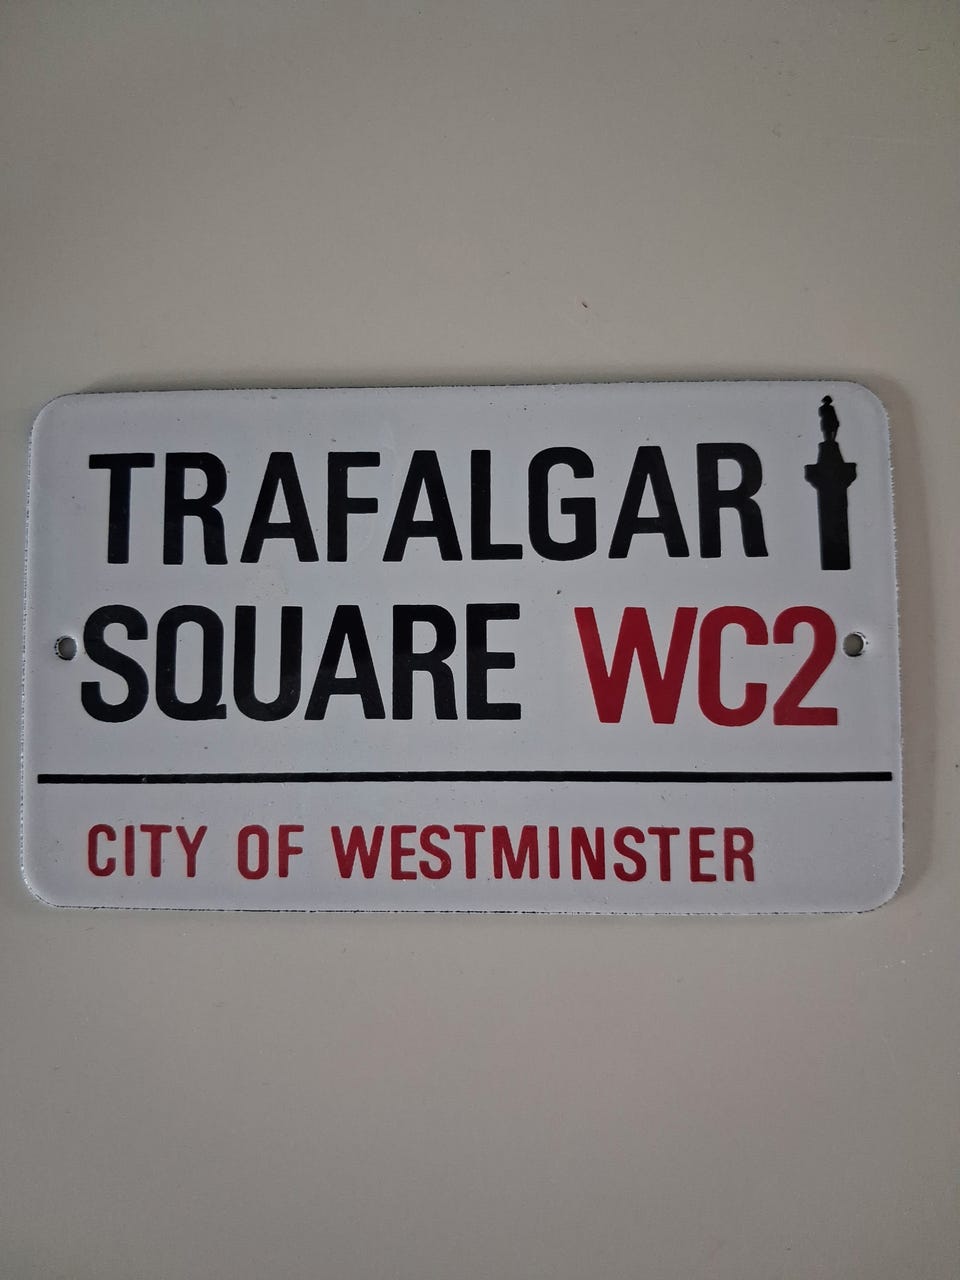 TRAFALGAR
SQUARE WC2
CITY OF WESTMINSTER